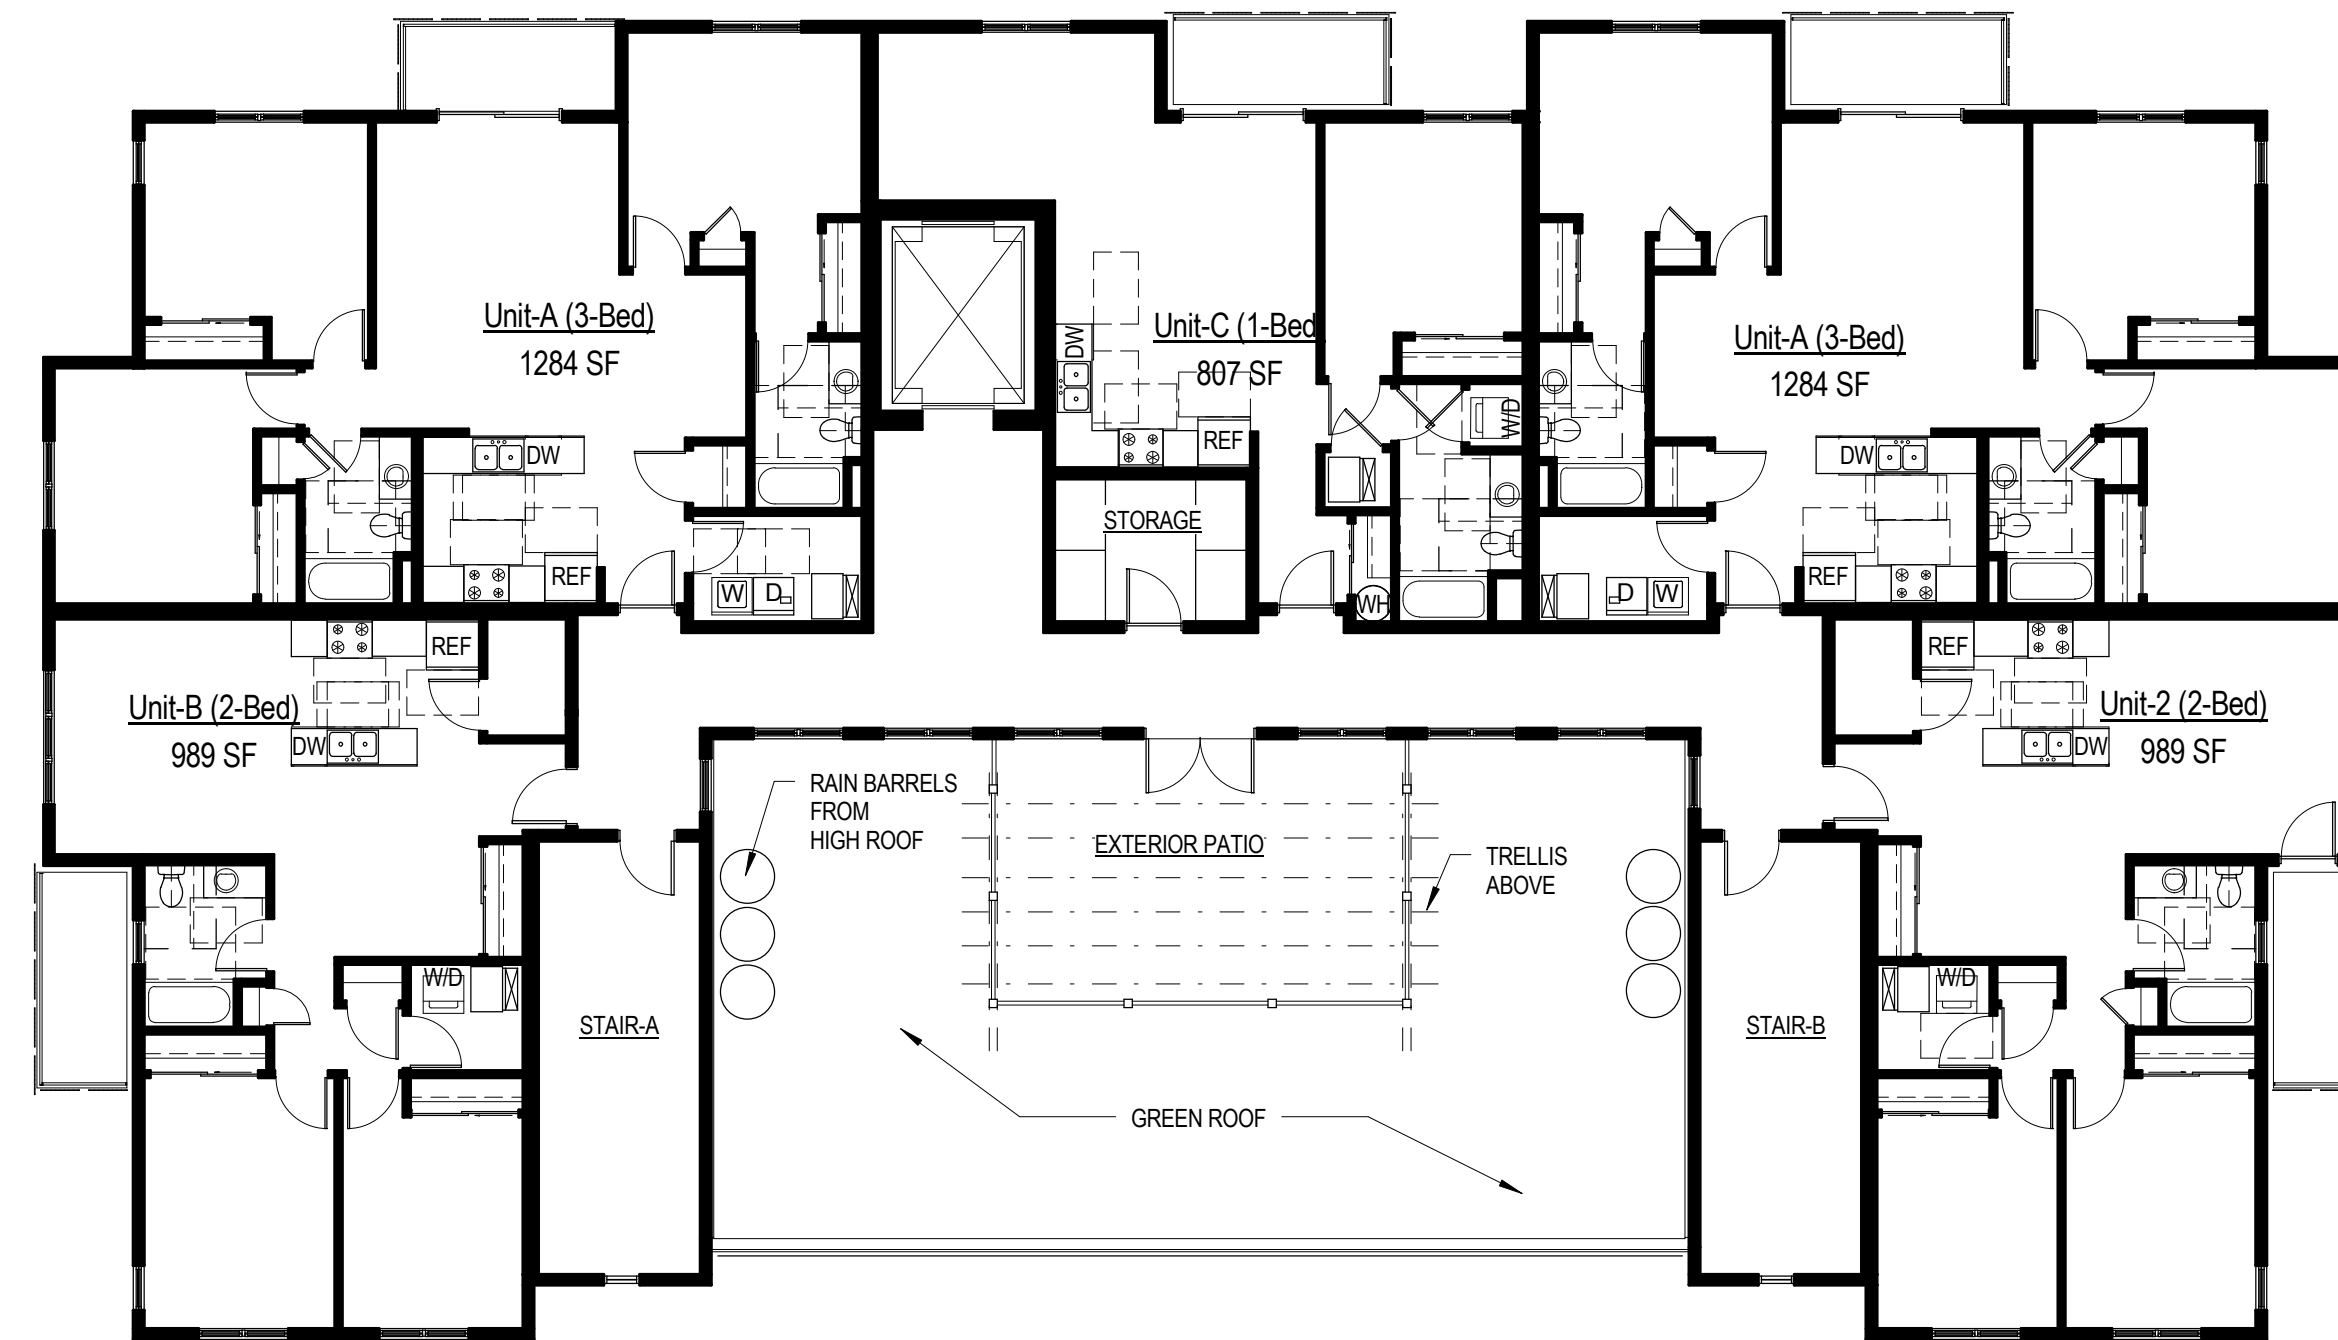 Unit-A (3-Bed)
1284 SF
Unit-C (1-Bed
807 SF
Unit-A (3-Bed)
1284 SF
DW
REF
W/D
DW
REF
W
D
STORAGE
WH
DW
REF
D
W
REF
Unit-B (2-Bed)
989 SF
DW
REF
Unit-2 (2-Bed)
989 SF
DW
RAIN BARRELS
FROM
HIGH ROOF
EXTERIOR PATIO
TRELLIS
ABOVE
W/D
W/D
STAIR-A
STAIR-B
GREEN ROOF